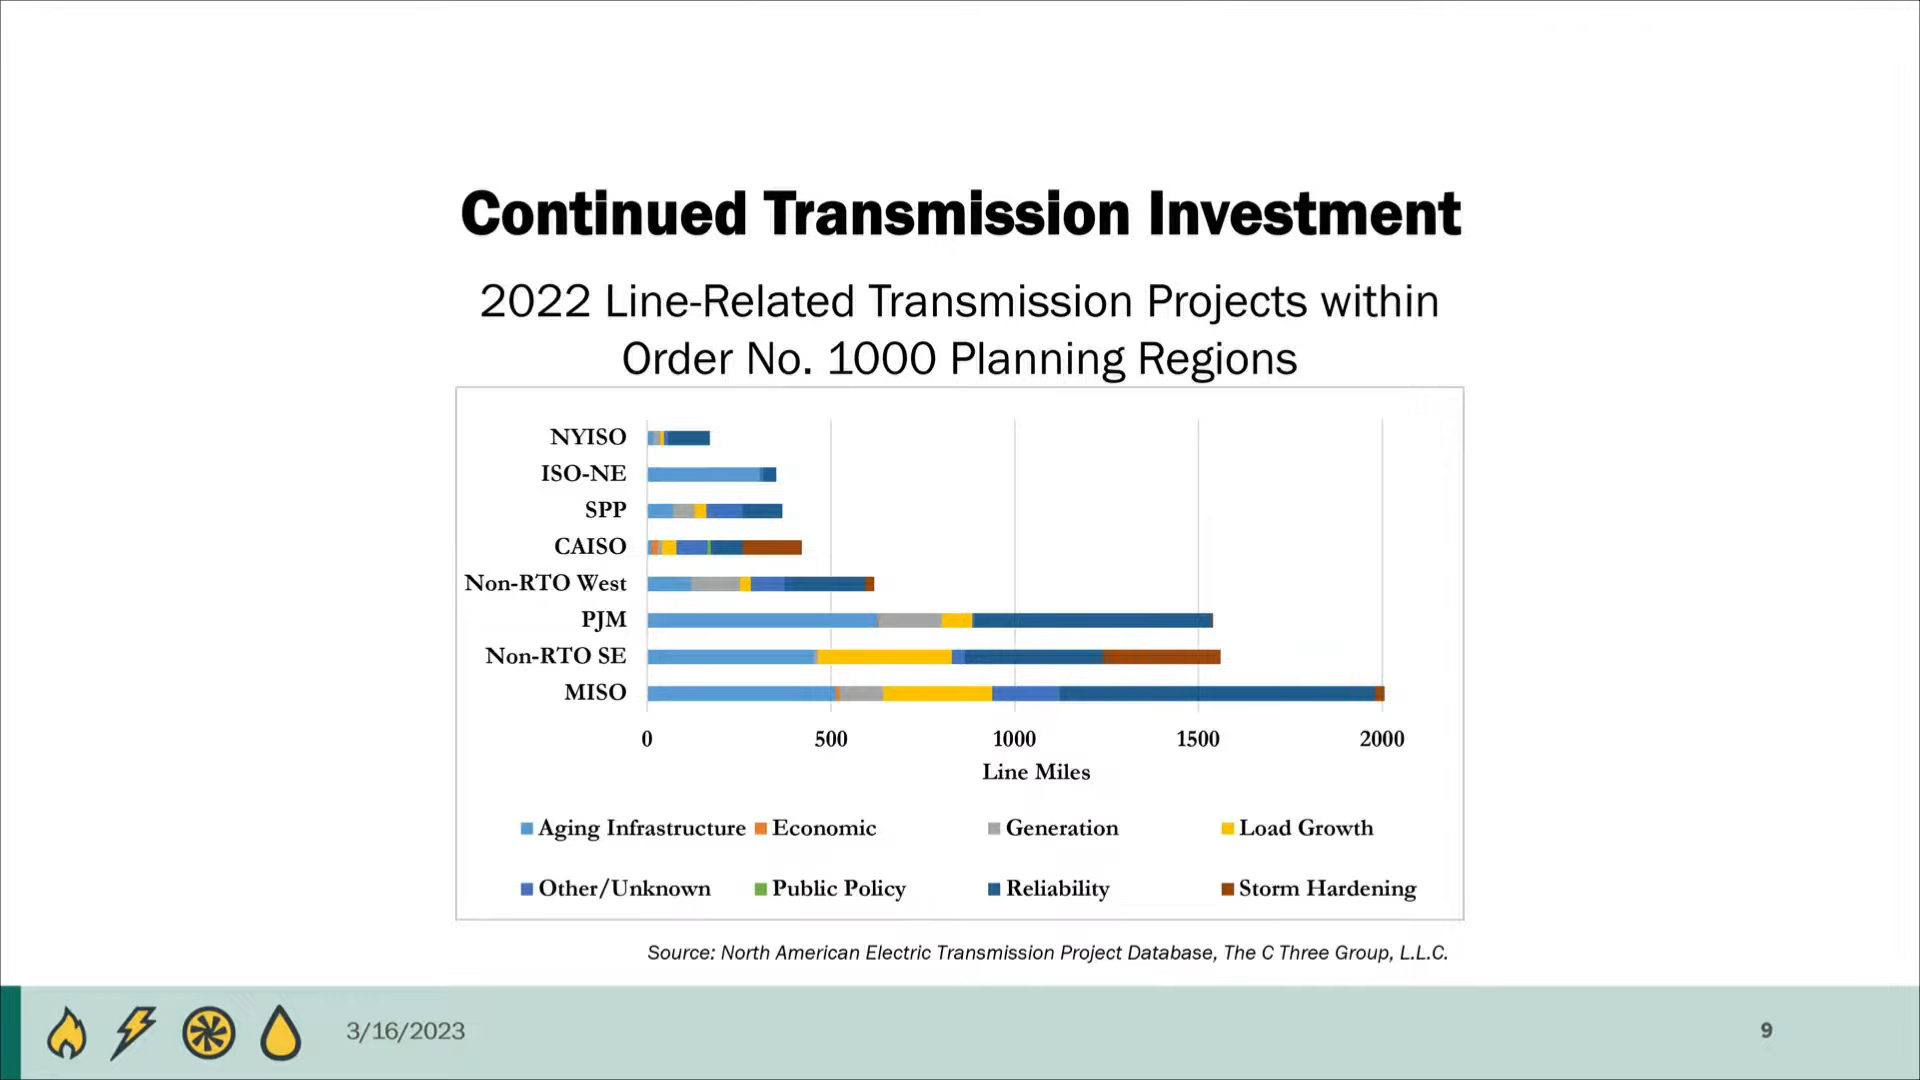 Continued Transmission Investment
2022 Line-Related Transmission Projects within
Order No. 1000 Planning Regions
NYISO
ISO-NE
SPP
CAISO
Non-RTO West
PJM
Non-RTO SE
MISO
0 500 1000 1500 2000
Line Miles
Aging Infrastructure Economic Generation Load Growth
Other/Unknown Public Policy Reliability Storm Hardening
Source: North American Electric Transmission Project Database, The C Three Group, L.L.C.
3/16/2023 9